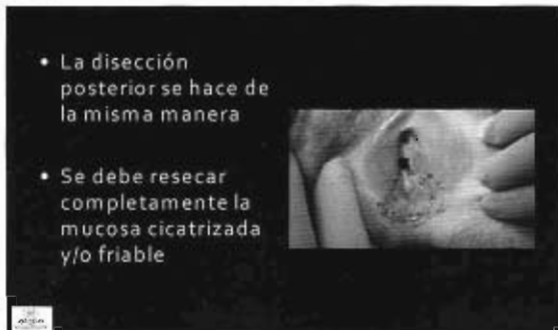 • La disección
posterior se hace de
la misma manera
• Se debe resecar
completamente la
mucosa cicatrizada
y/o friable